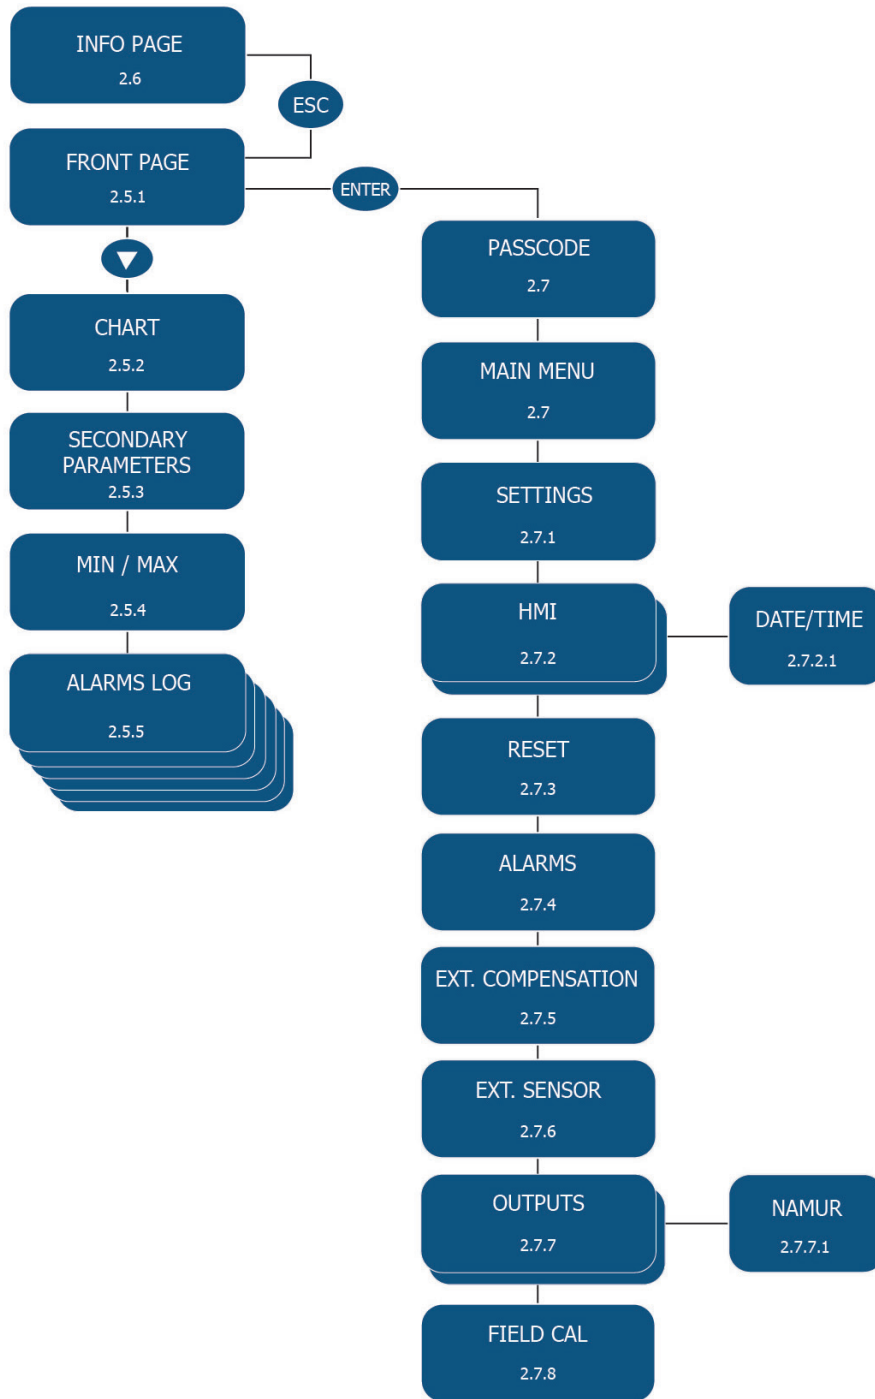 INFO PAGE
2.6
ESC
FRONT PAGE
2.5.1
ENTER
CHART
2.5.2
SECONDARY
PARAMETERS
2.5.3
MIN / MAX
2.5.4
ALARMS LOG
2.5.5
PASSCODE
2.7
MAIN MENU
2.7
SETTINGS
2.7.1
HMI
2.7.2
DATE/TIME
2.7.2.1
RESET
2.7.3
ALARMS
2.7.4
EXT. COMPENSATION
2.7.5
EXT. SENSOR
2.7.6
OUTPUTS
2.7.7
NAMUR
2.7.7.1
FIELD CAL
2.7.8